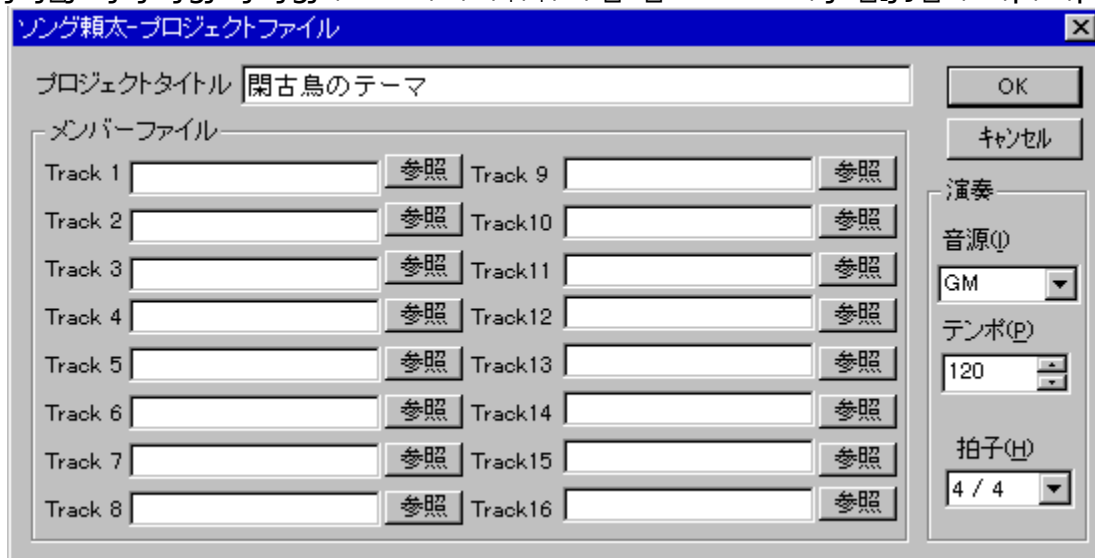 ソング頼太-プロジェクトファイル
プロジェクトタイトル 閑古鳥のテーマ
OK
キャンセル
メンバーファイル
Track 1 参照 Track 9 参照
Track 2 参照 Track10 参照
Track 3 参照 Track11 参照
Track 4 参照 Track12 参照
Track 5 参照 Track13 参照
Track 6 参照 Track14 参照
Track 7 参照 Track15 参照
Track 8 参照 Track16 参照
演奏
音源(I)
GM
テンポ(P)
120
拍子(H)
4 / 4